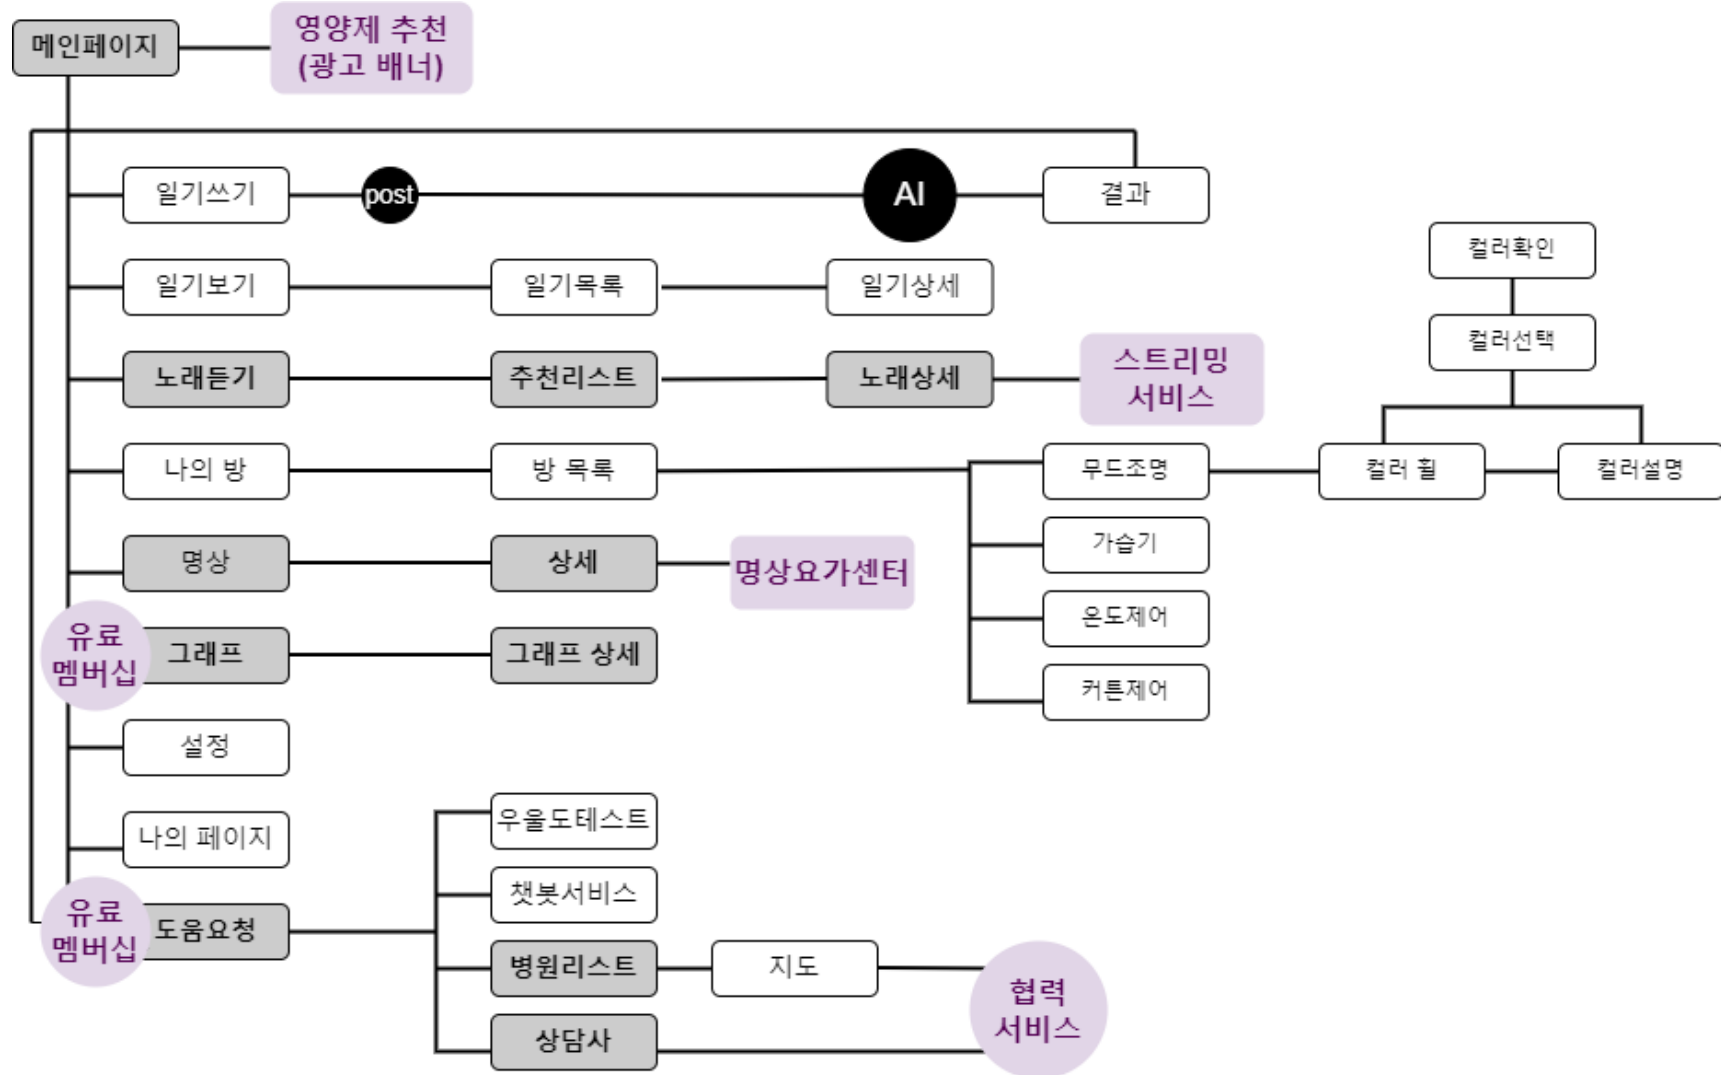 메인페이지
영양제 추천
(광고 배너)
일기쓰기
post
AI
결과
일기보기
일기목록
일기상세
노래듣기
추천리스트
노래상세
스트리밍
서비스
컬러확인
컬러선택
나의 방
방 목록
무드조명
컬러 휠
컬러설명
가습기
온도제어
커튼제어
명상
상세
명상요가센터
유료
멤버십
그래프
그래프 상세
설정
나의 페이지
유료
멤버십
도움요청
우울도테스트
챗봇서비스
병원리스트
지도
상담사
협력
서비스